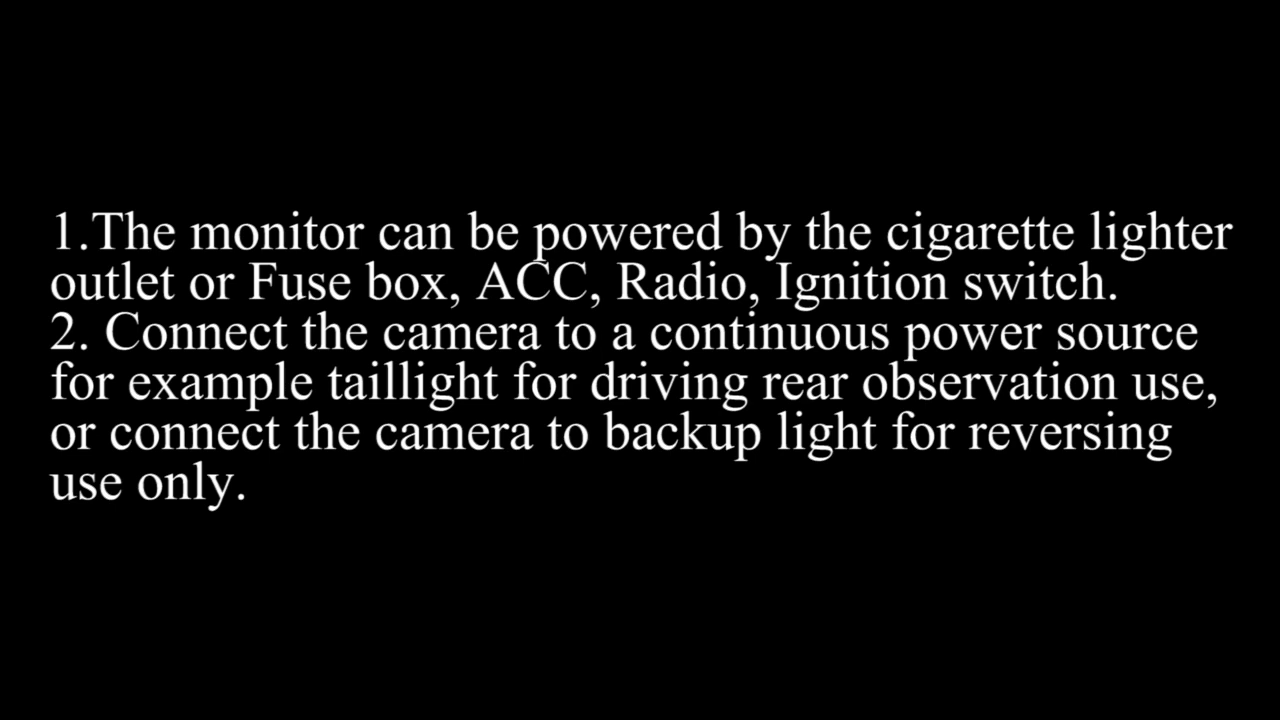 1.The monitor can be powered by the cigarette lighter
outlet or Fuse box, ACC, Radio, Ignition switch.
2. Connect the camera to a continuous power source
for example taillight for driving rear observation use,
or connect the camera to backup light for reversing
use only.